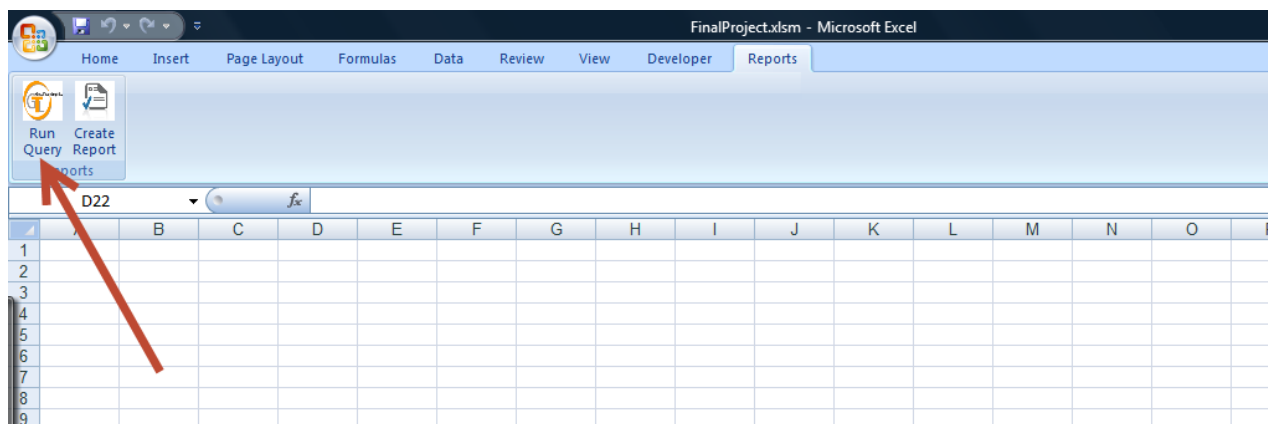 FinalProject.xlsm - Microsoft Excel
Home Insert Page Layout Formulas Data Review View Developer Reports
Run Query
Create Report
D22 fx
B C D E F G H I J K L M N O
1
2
3
4
5
6
7
8
9